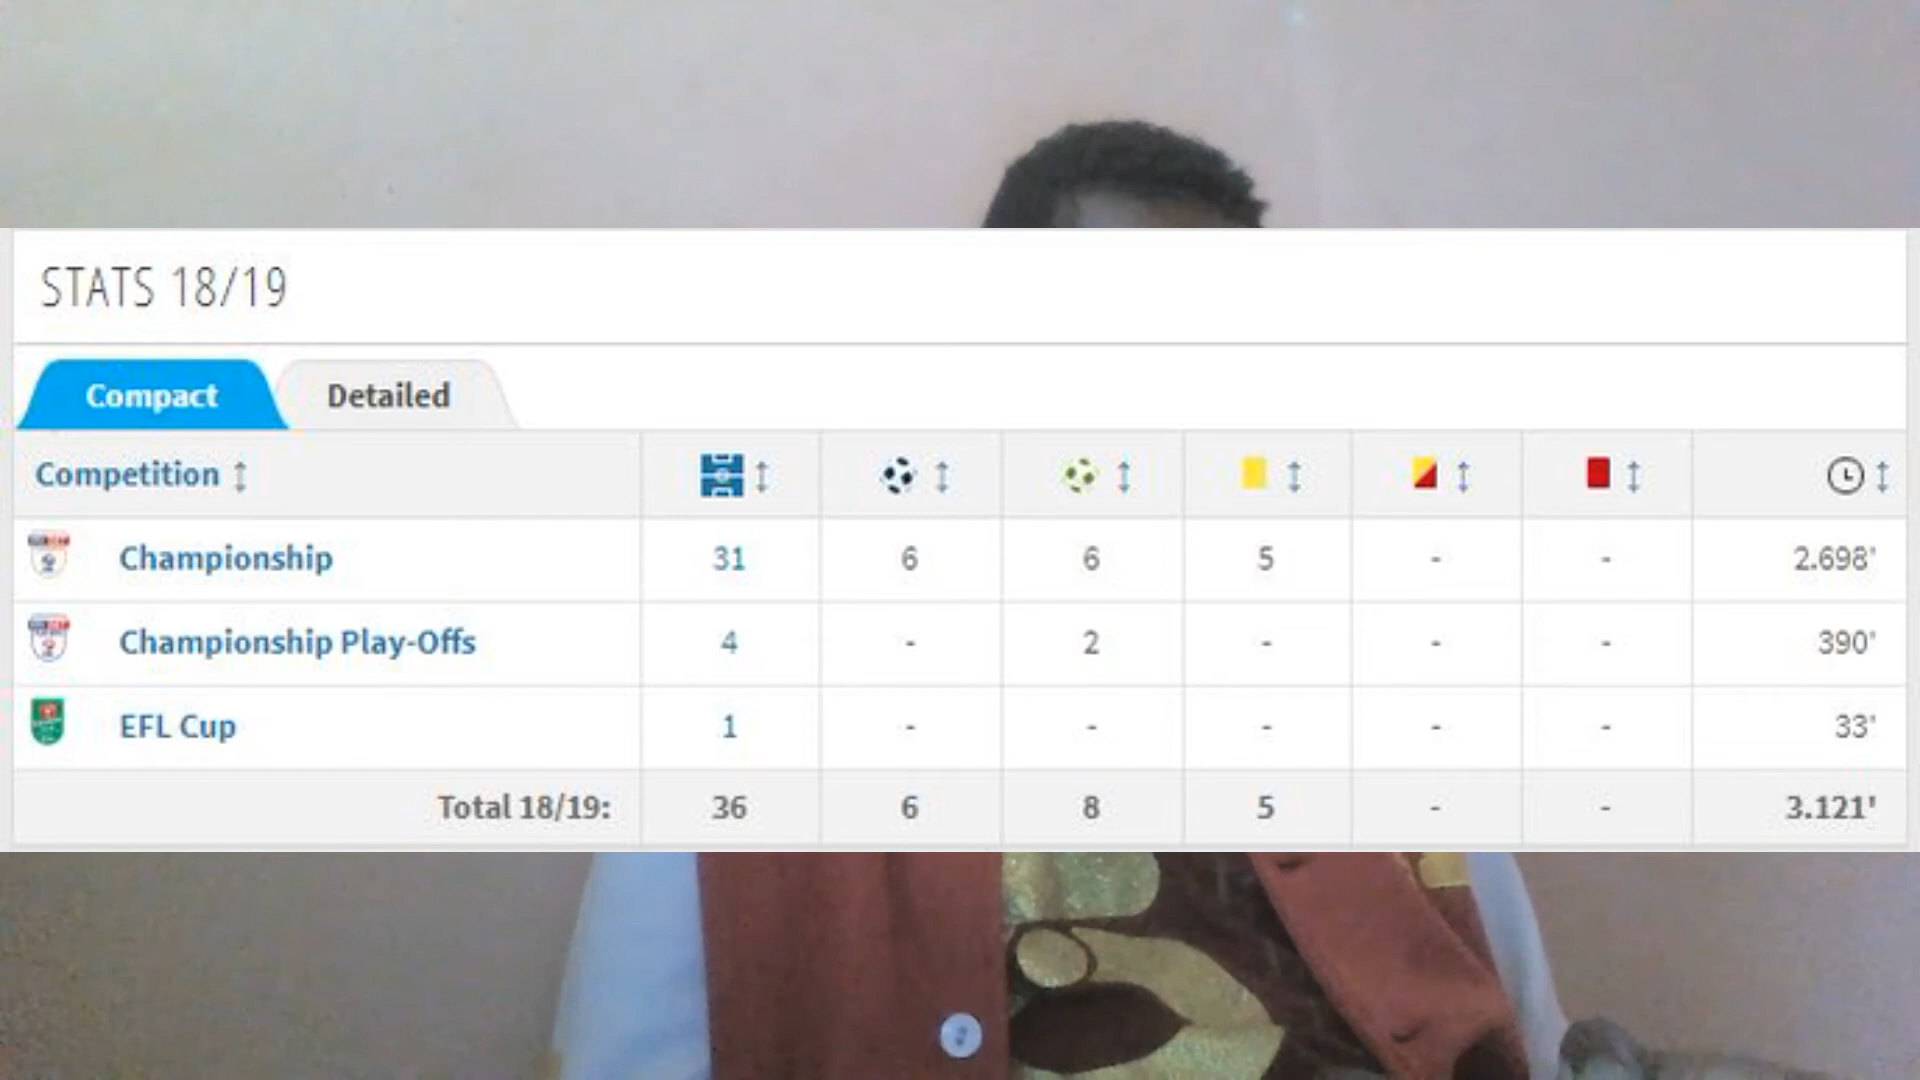 STATS 18/19
Compact Detailed
Competition
Championship 31 6 6 5 - - 2.698'
Championship Play-Offs 4 - 2 - - - 390'
EFL Cup 1 - - - - - 33'
Total 18/19: 36 6 8 5 - - 3.121'